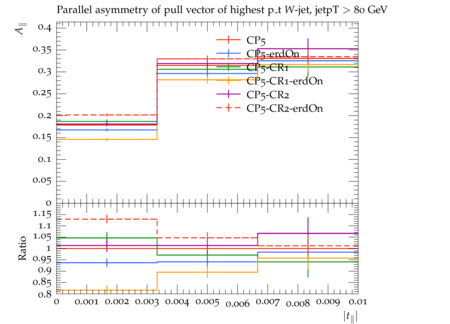 Parallel asymmetry of pull vector of highest p_t W-jet, jetpT > 80 GeV
A∥
0.4
0.35
0.3
0.25
0.2
0.15
0.1
0.05
0
CP5
CP5-erdOn
CP5-CR1
CP5-CR1-erdOn
CP5-CR2
CP5-CR2-erdOn
Ratio
1.15
1.1
1.05
1
0.95
0.9
0.85
0.8
0 0.001 0.002 0.003 0.004 0.005 0.006 0.007 0.008 0.009 0.01
|t∥|